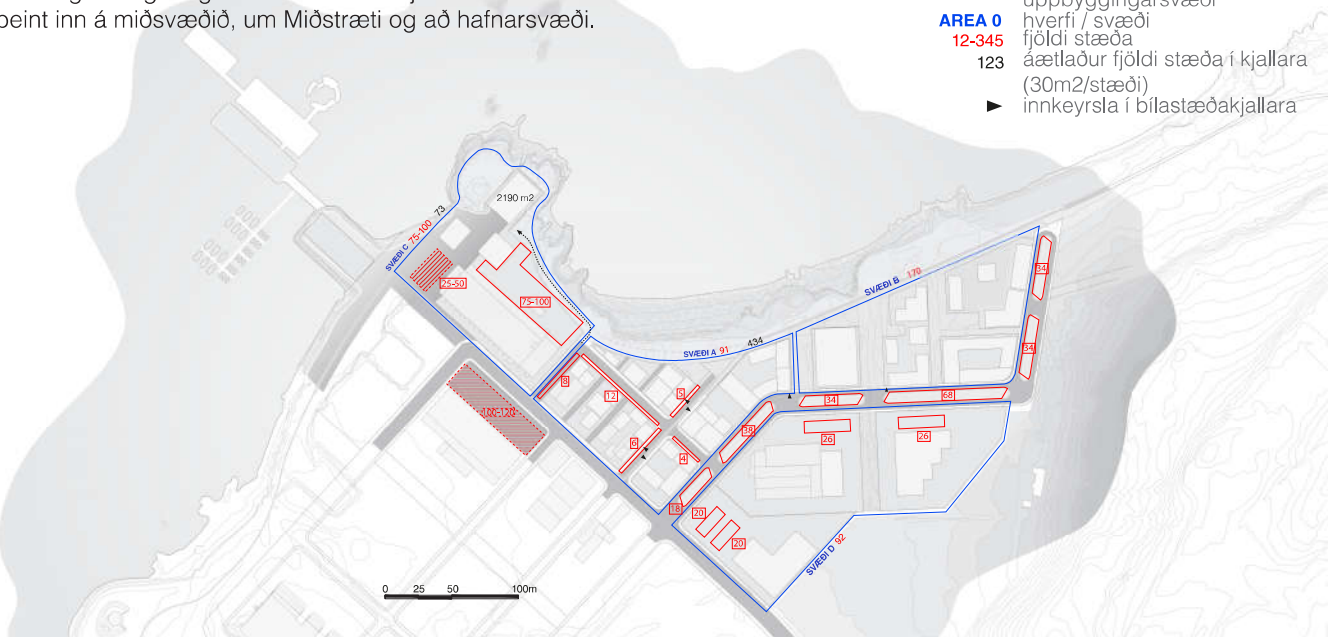 beint inn á miðsvæðið, um Miðstræti og að hafnarsvæði.
uppbyggingarsvæði
AREA 0 hverfi / svæði
12-345 fjöldi stæða
123 áætlaður fjöldi stæða í kjallara
(30m2/stæði)
innkeyrsla í bílastæðakjallara
2190 m2
SVÆÐI C 75-100 73
25-50
75-100
SVÆÐI B 170
34
34
SVÆÐI A 91 434
8
12
5
6
4
38
34
68
26
26
100-120
18
20
20
SVÆÐI D 92
0 25 50 100m